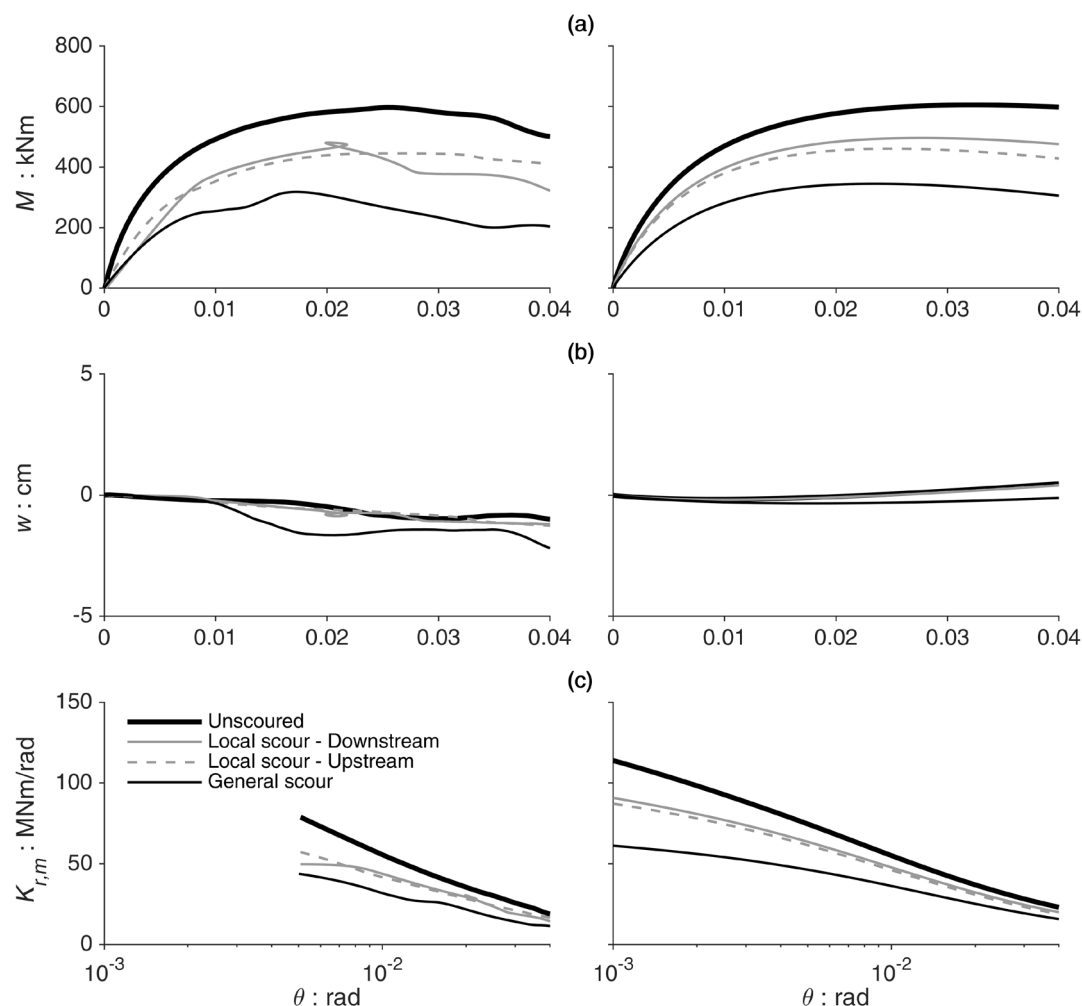 (a)
800
600
400
200
0
M : kNm
0 0.01 0.02 0.03 0.04
0 0.01 0.02 0.03 0.04
(b)
5
0
-5
w : cm
0 0.01 0.02 0.03 0.04
0 0.01 0.02 0.03 0.04
(c)
150
100
50
0
K_{r,m} : MNm/rad
Unscoured
Local scour - Downstream
Local scour - Upstream
General scour
10^{-3} 10^{-2}
10^{-3} 10^{-2}
θ : rad
θ : rad